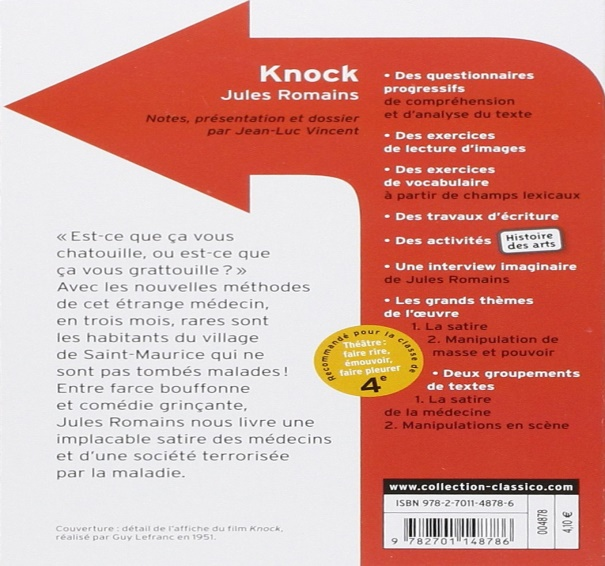 Knock
Jules Romains
Notes, présentation et dossier
par Jean-Luc Vincent
« Est-ce que ça vous
chatouille, ou est-ce que
ça vous grattouille ? »
Avec les nouvelles méthodes
de cet étrange médecin,
en trois mois, rares sont
les habitants du village
de Saint-Maurice qui ne
sont pas tombés malades !
Entre farce bouffonne
et comédie grinçante,
Jules Romains nous livre une
implacable satire des médecins
et d'une société terrorisée
par la maladie.
Couverture : détail de l'affiche du film Knock,
réalisé par Guy Lefranc en 1951.
Recommandé pour la classe de
4e
Théâtre :
faire rire,
émouvoir,
faire pleurer
• Des questionnaires
progressifs
de compréhension
et d'analyse du texte
• Des exercices
de lecture d'images
• Des exercices
de vocabulaire
à partir de champs lexicaux
• Des travaux d'écriture
• Des activités
Histoire
des arts
• Une interview imaginaire
de Jules Romains
• Les grands thèmes
de l'œuvre
1. La satire
2. Manipulation de
masse et pouvoir
• Deux groupements
de textes
1. La satire
de la médecine
2. Manipulations en scène
www.collection-classico.com
ISBN 978-2-7011-4878-6
9 782701 148786
004878
4,10 €